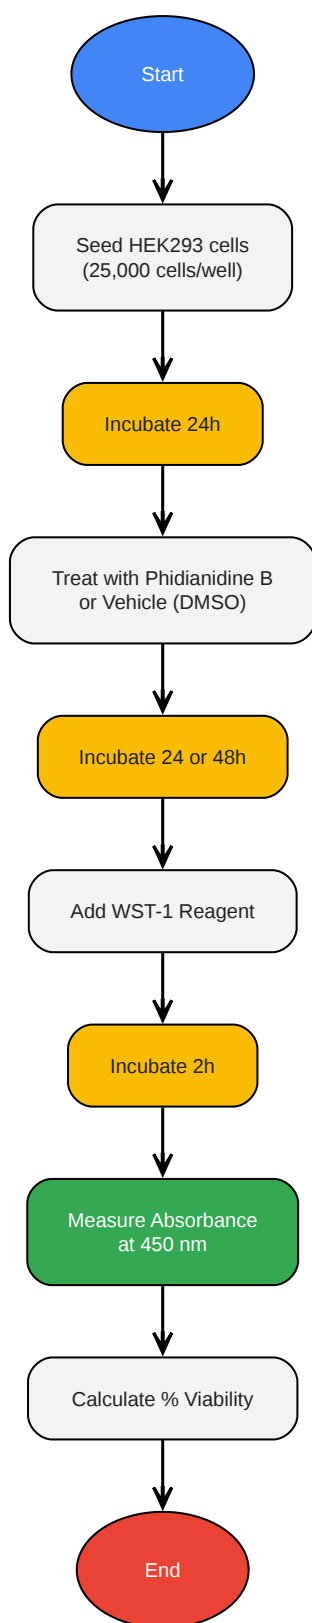 Start
Seed HEK293 cells
(25,000 cells/well)
Incubate 24h
Treat with Phidianidine B
or Vehicle (DMSO)
Incubate 24 or 48h
Add WST-1 Reagent
Incubate 2h
Measure Absorbance
at 450 nm
Calculate % Viability
End